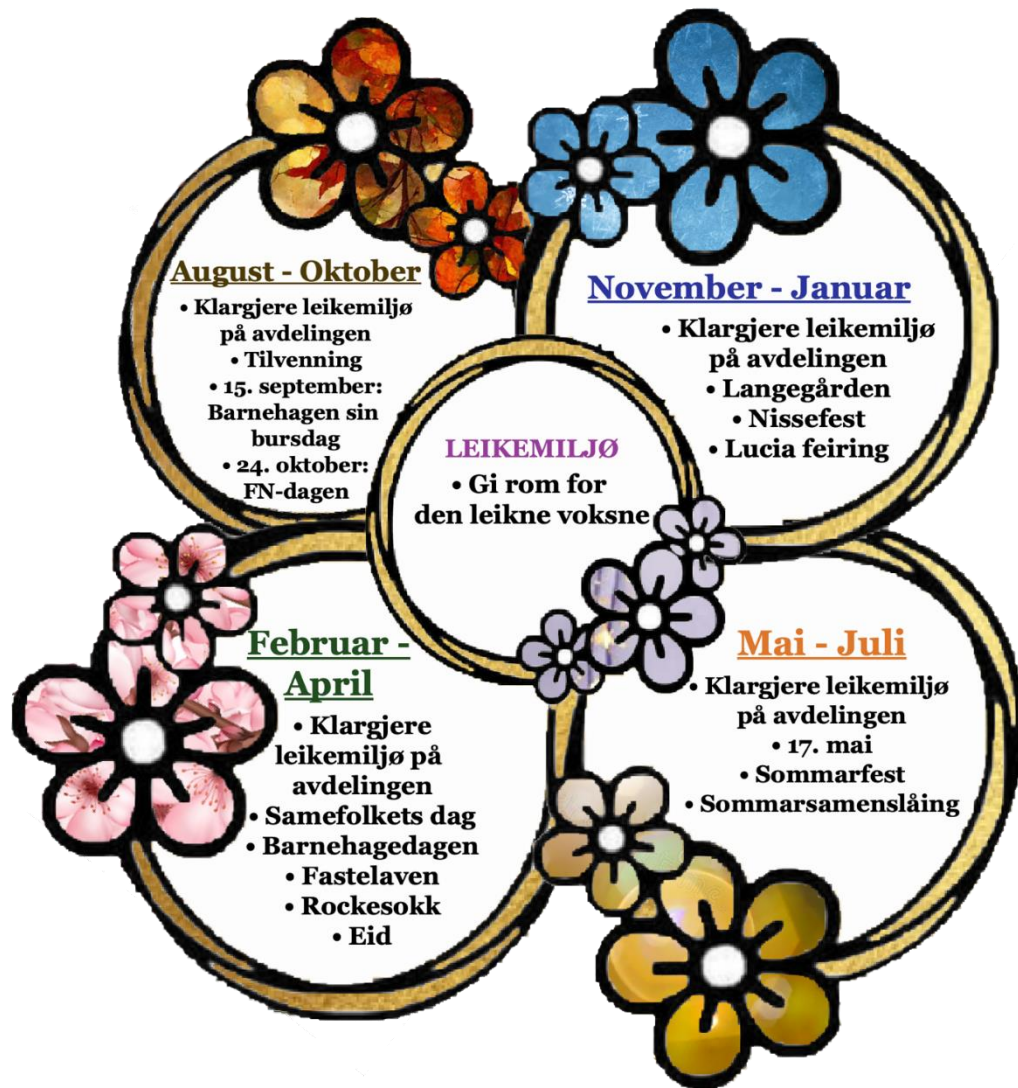 August - Oktober
• Klargjere leikemiljø
på avdelingen
• Tilvenning
• 15. september:
Barnehagen sin
bursdag
• 24. oktober:
FN-dagen
November - Januar
• Klargjere leikemiljø
på avdelingen
• Langegården
• Nissefest
• Lucia feiring
LEIKEMILJØ
• Gi rom for
den leikne voksne
Februar -
April
• Klargjere
leikemiljø på
avdelingen
• Samefolkets dag
• Barnehagedagen
• Fastelaven
• Rockesokk
• Eid
Mai - Juli
• Klargjere leikemiljø
på avdelingen
• 17. mai
• Sommarfest
• Sommarsamenslåing